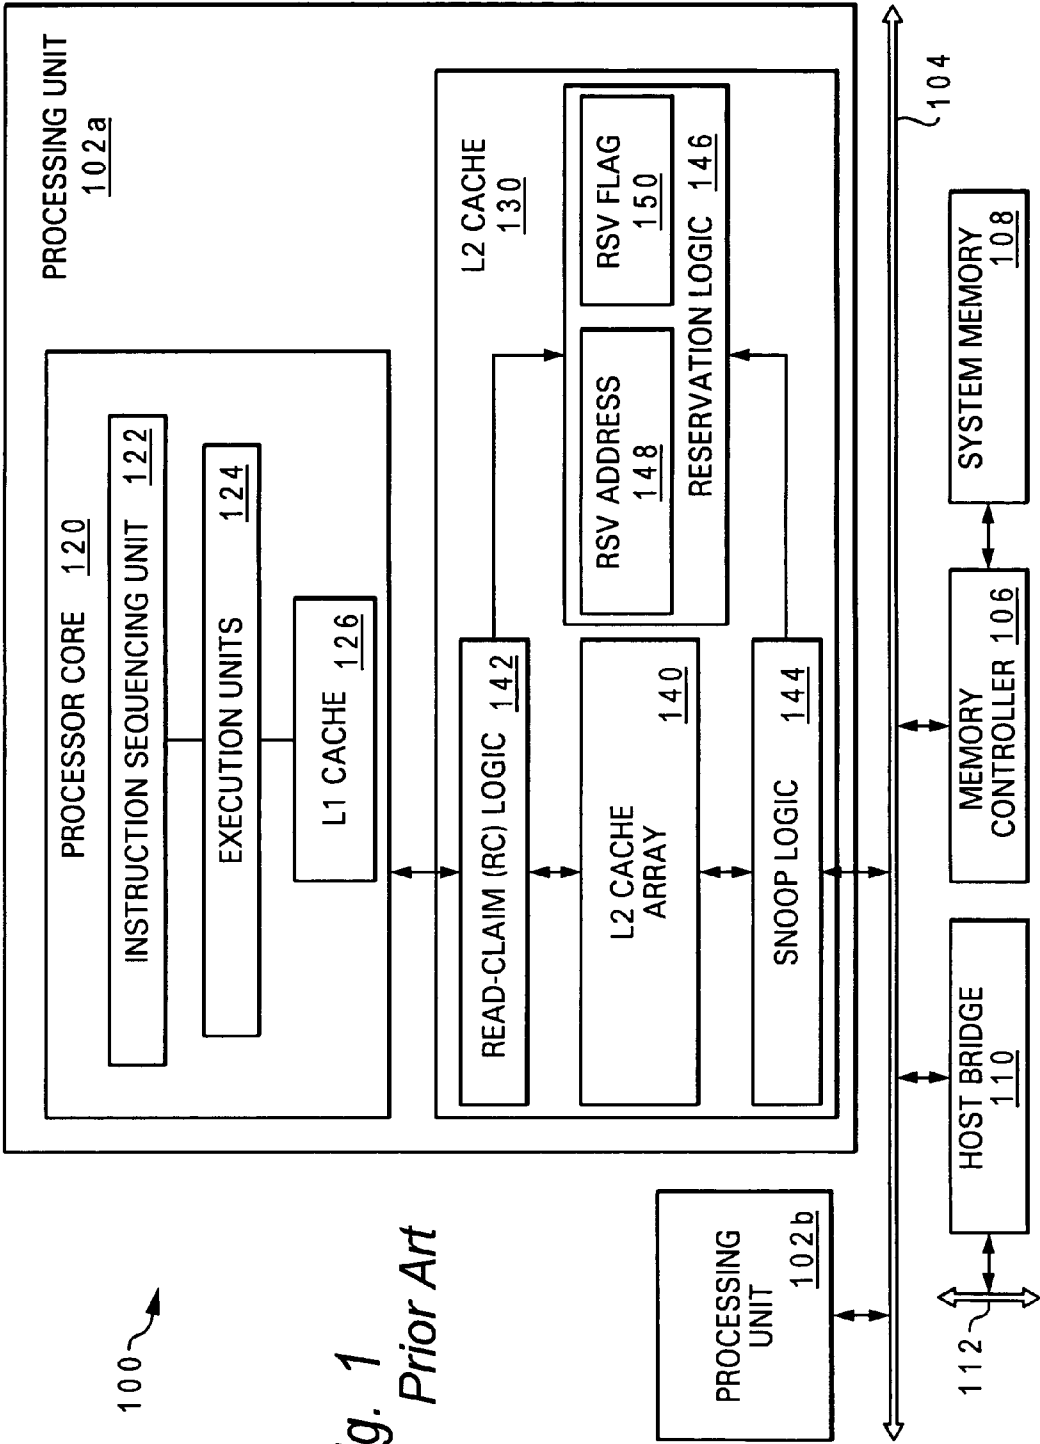 100
PROCESSING UNIT
102a
PROCESSOR CORE 120
INSTRUCTION SEQUENCING UNIT 122
EXECUTION UNITS 124
L1 CACHE 126
L2 CACHE
130
READ-CLAIM (RC) LOGIC 142
L2 CACHE
ARRAY
140
SNOOP LOGIC 144
RSV ADDRESS
148
RSV FLAG
150
RESERVATION LOGIC 146
Prior Art
PROCESSING
UNIT
102b
104
HOST BRIDGE
110
MEMORY
CONTROLLER 106
SYSTEM MEMORY
108
112
g. 1